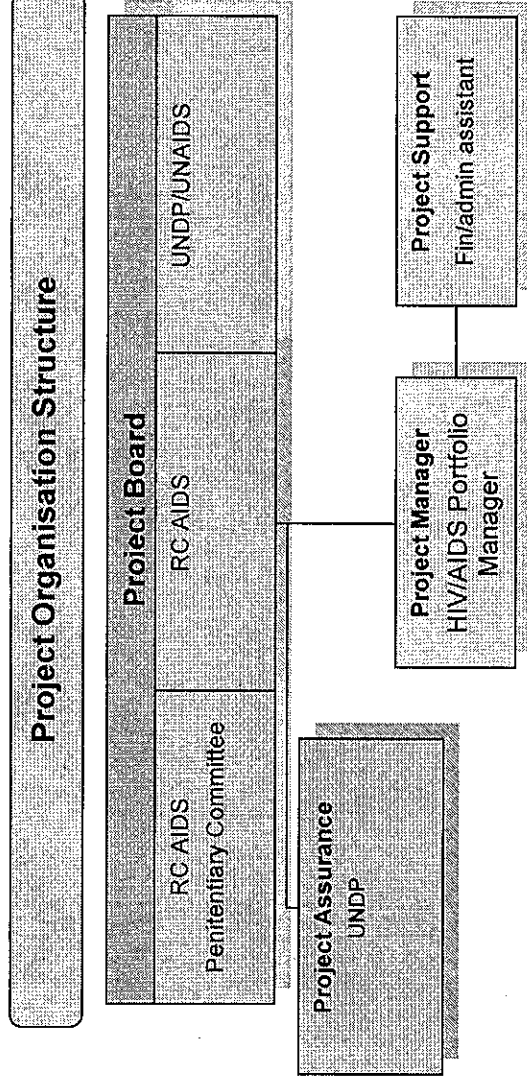 Project Organisation Structure
Project Board
RC AIDS
Penitentiary Committee
RC AIDS
UNDP/UNAIDS
Project Assurance
UNDP
Project Manager
HIV/AIDS Portfolio
Manager
Project Support
Fin/admin assistant